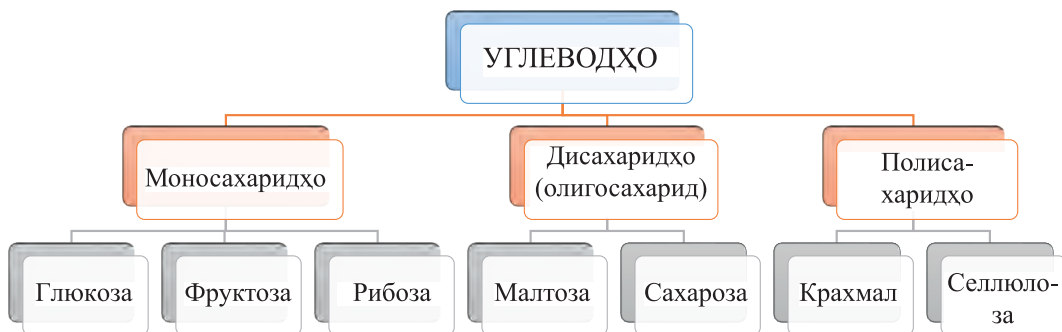 УГЛЕВОДҲО
Моносахаридҳо
Дисахаридҳо
(олигосахарид)
Полиса-
харидҳо
Глюкоза
Фруктоза
Рибоза
Малтоза
Сахароза
Крахмал
Селлюло-
за